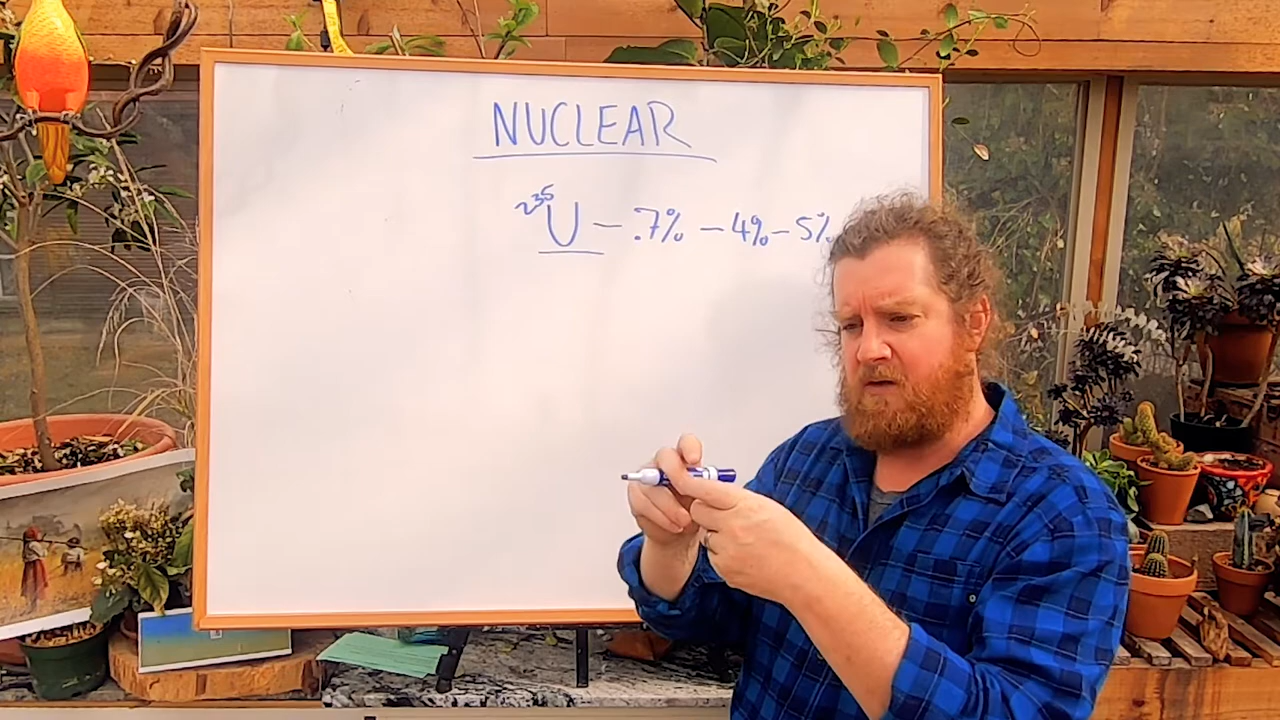 NUCLEAR
²³⁵U - .7% - 4% - 5%